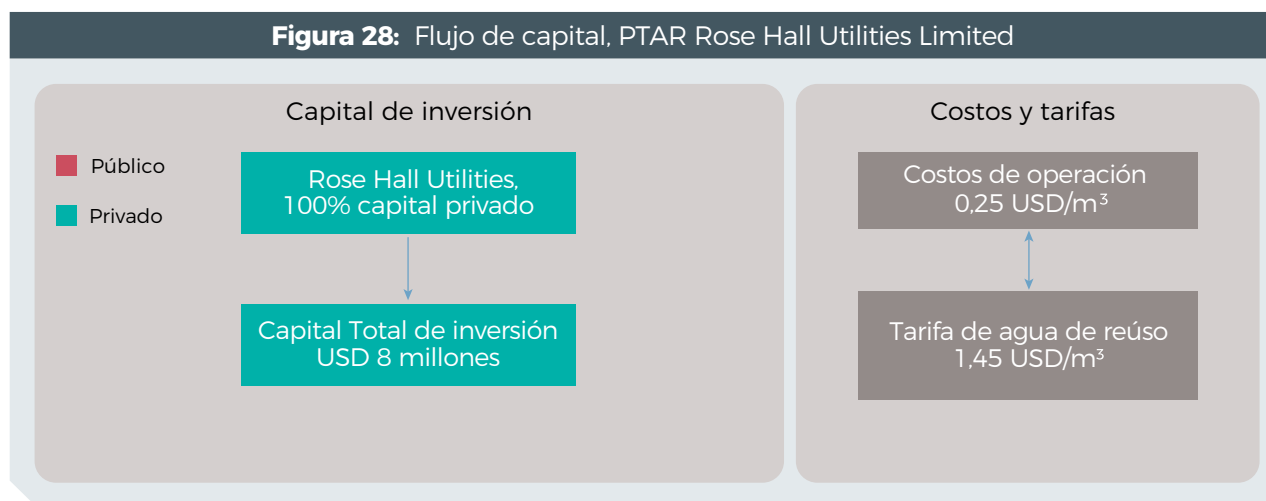 Figura 28: Flujo de capital, PTAR Rose Hall Utilities Limited
Capital de inversión
Público
Privado
Rose Hall Utilities,
100% capital privado
Capital Total de inversión
USD 8 millones
Costos y tarifas
Costos de operación
0,25 USD/m³
Tarifa de agua de reúso
1,45 USD/m³